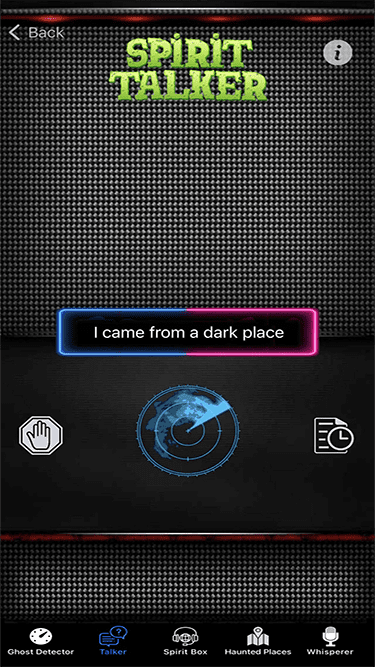 Back
SPIRIT
TALKER
i
I came from a dark place
Ghost Detector
Talker
Spirit Box
Haunted Places
Whisperer